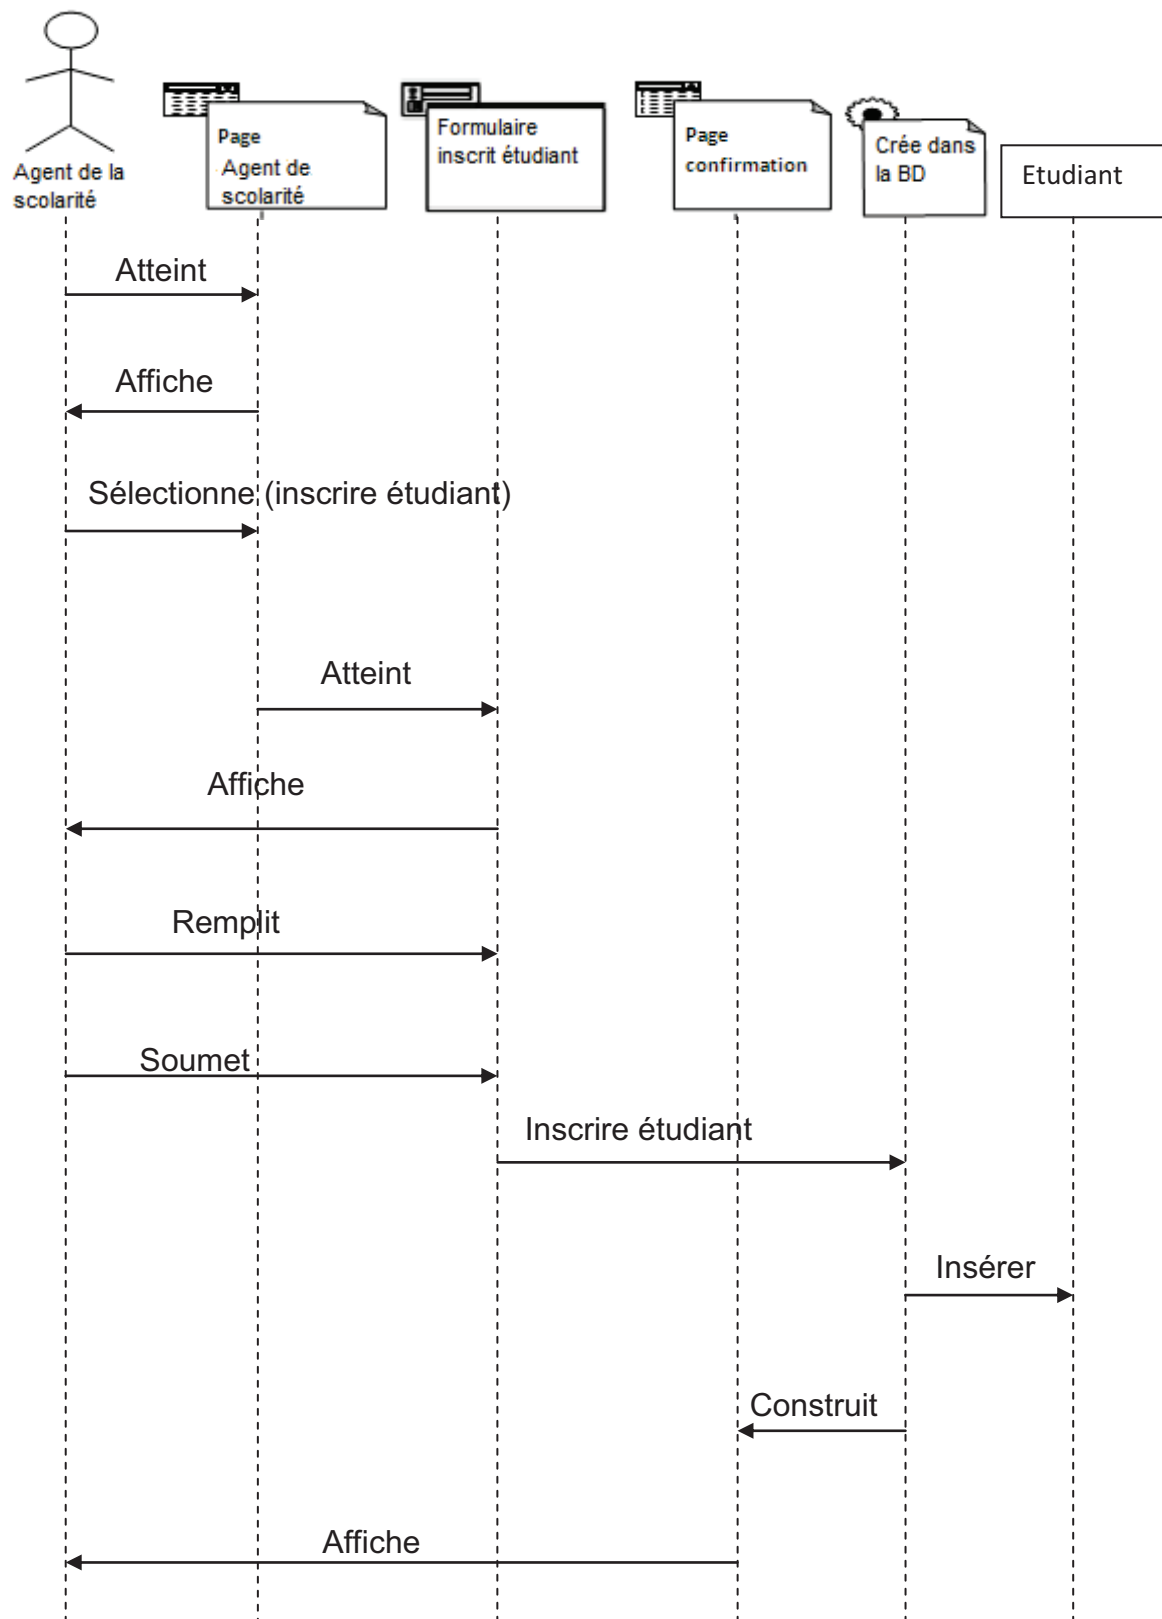 Agent de la
scolarité
Page
Agent de
scolarité
Formulaire
inscrit étudiant
Page
confirmation
Crée dans
la BD
Etudiant
Atteint
Affiche
Sélectionne (inscrire étudiant)
Atteint
Affiche
Remplit
Soumet
Inscrire étudiant
Insérer
Construit
Affiche